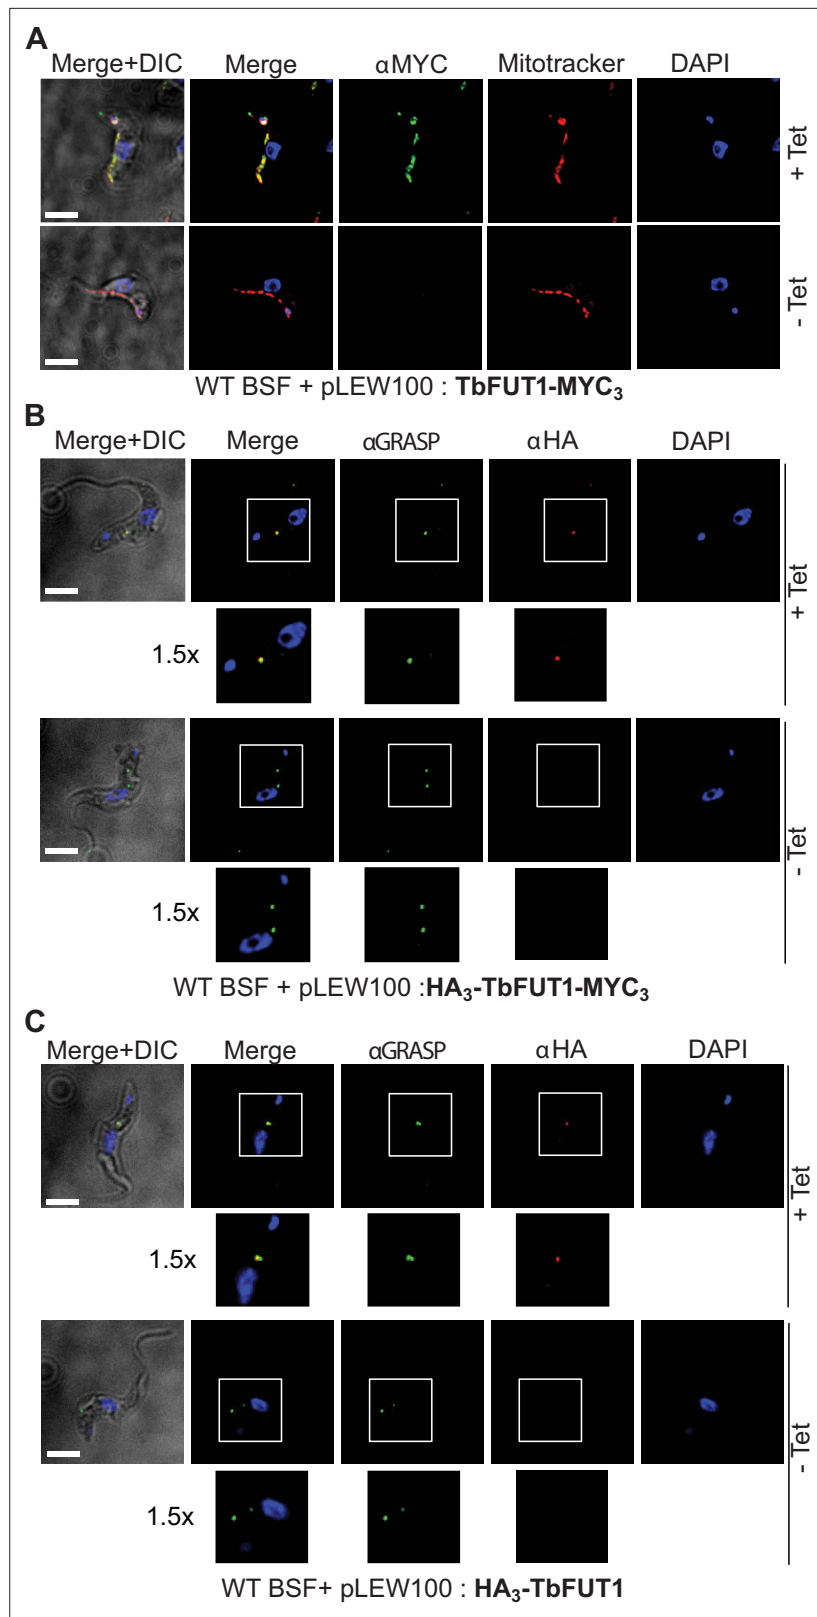 A
Merge+DIC Merge αMYC Mitotracker DAPI
+ Tet
- Tet
WT BSF + pLEW100 : TbFUT1-MYC₃
B
Merge+DIC Merge αGRASP αHA DAPI
+ Tet
1.5x
- Tet
1.5x
WT BSF + pLEW100 :HA₃-TbFUT1-MYC₃
C
Merge+DIC Merge αGRASP αHA DAPI
+ Tet
1.5x
- Tet
1.5x
WT BSF+ pLEW100 : HA₃-TbFUT1